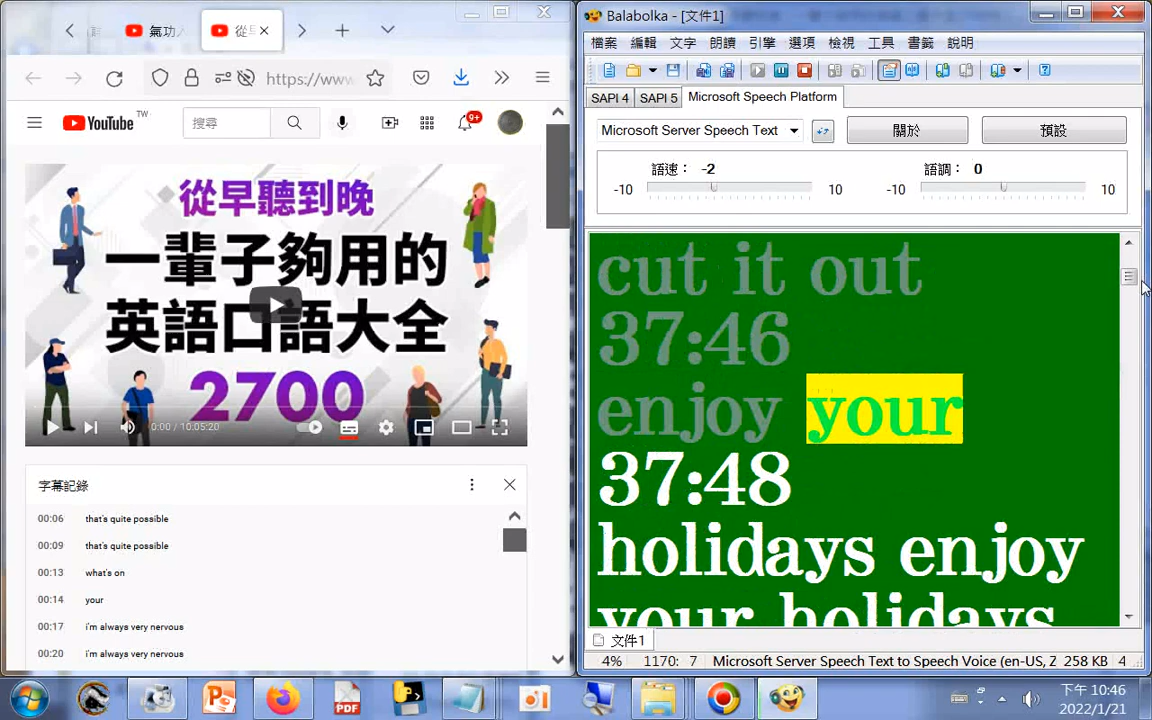 氣功
從
https://www
YouTube TW
搜尋
9+
從早聽到晚
一輩子夠用的
英語口語大全
2700
0:00 / 10:05:20
字幕記錄
00:06 that's quite possible
00:09 that's quite possible
00:13 what's on
00:14 your
00:17 i'm always very nervous
00:20 i'm always very nervous
Balabolka - [文件1]
檔案 編輯 文字 朗讀 引擎 選項 檢視 工具 書籤 說明
SAPI 4 SAPI 5 Microsoft Speech Platform
Microsoft Server Speech Text 關於 預設
語速： -2 語調： 0
-10 10 -10 10
cut it out
37:46
enjoy your
37:48
holidays enjoy
your holidays
文件1
4% 1170: 7 Microsoft Server Speech Text to Speech Voice (en-US, Z 258 KB 4
PDF
下午 10:46
2022/1/21